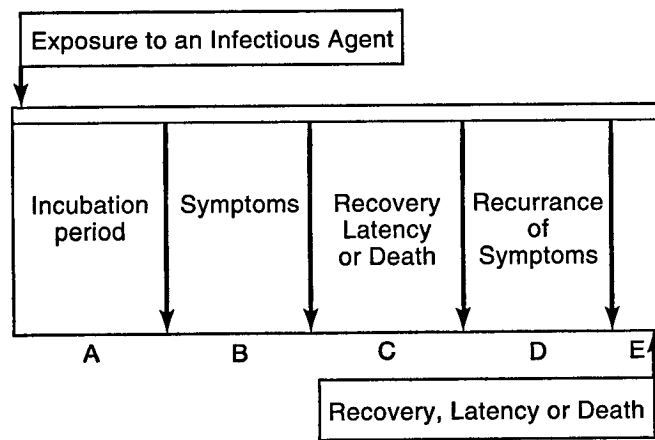 Exposure to an Infectious Agent
Incubation
period
Symptoms
Recovery
Latency
or Death
Recurrance
of
Symptoms
A
B
C
D
E
Recovery, Latency or Death